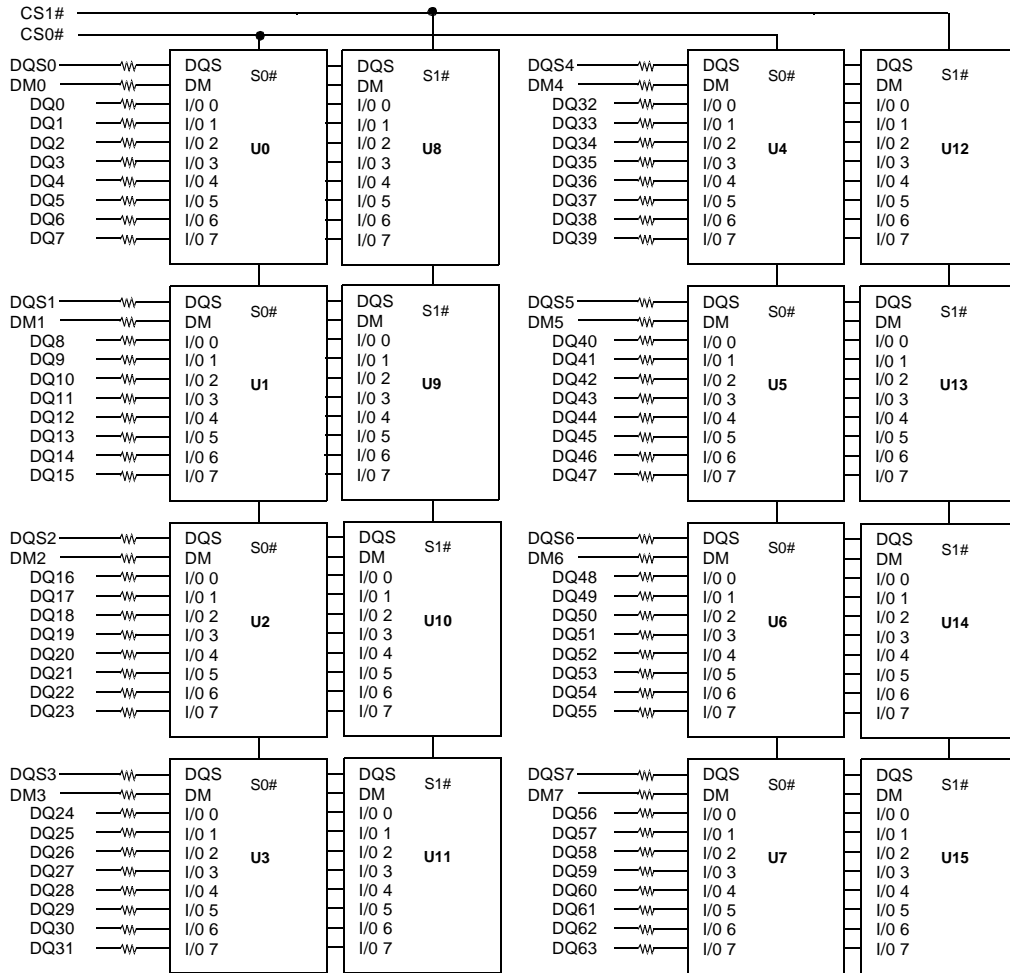 CS1#
CS0#
DQS0 DQS DQS DQS4 DQS DQS
S0# S1# S0# S1#
DM0 DM DM DM4 DM DM
DQ0 I/0 0 I/0 0 DQ32 I/0 0 I/0 0
DQ1 I/0 1 I/0 1 DQ33 I/0 1 I/0 1
DQ2 I/0 2 U0 I/0 2 U8 DQ34 I/0 2 U4 I/0 2 U12
DQ3 I/0 3 I/0 3 DQ35 I/0 3 I/0 3
DQ4 I/0 4 I/0 4 DQ36 I/0 4 I/0 4
DQ5 I/0 5 I/0 5 DQ37 I/0 5 I/0 5
DQ6 I/0 6 I/0 6 DQ38 I/0 6 I/0 6
DQ7 I/0 7 I/0 7 DQ39 I/0 7 I/0 7
DQS1 DQS DQS DQS5 DQS DQS
S0# S1# S0# S1#
DM1 DM DM DM5 DM DM
DQ8 I/0 0 I/0 0 DQ40 I/0 0 I/0 0
DQ9 I/0 1 I/0 1 DQ41 I/0 1 I/0 1
DQ10 I/0 2 U1 I/0 2 U9 DQ42 I/0 2 U5 I/0 2 U13
DQ11 I/0 3 I/0 3 DQ43 I/0 3 I/0 3
DQ12 I/0 4 I/0 4 DQ44 I/0 4 I/0 4
DQ13 I/0 5 I/0 5 DQ45 I/0 5 I/0 5
DQ14 I/0 6 I/0 6 DQ46 I/0 6 I/0 6
DQ15 I/0 7 I/0 7 DQ47 I/0 7 I/0 7
DQS2 DQS DQS DQS6 DQS DQS
S0# S1# S0# S1#
DM2 DM DM DM6 DM DM
DQ16 I/0 0 I/0 0 DQ48 I/0 0 I/0 0
DQ17 I/0 1 I/0 1 DQ49 I/0 1 I/0 1
DQ18 I/0 2 U2 I/0 2 U10 DQ50 I/0 2 U6 I/0 2 U14
DQ19 I/0 3 I/0 3 DQ51 I/0 3 I/0 3
DQ20 I/0 4 I/0 4 DQ52 I/0 4 I/0 4
DQ21 I/0 5 I/0 5 DQ53 I/0 5 I/0 5
DQ22 I/0 6 I/0 6 DQ54 I/0 6 I/0 6
DQ23 I/0 7 I/0 7 DQ55 I/0 7 I/0 7
DQS3 DQS DQS DQS7 DQS DQS
S0# S1# S0# S1#
DM3 DM DM DM7 DM DM
DQ24 I/0 0 I/0 0 DQ56 I/0 0 I/0 0
DQ25 I/0 1 I/0 1 DQ57 I/0 1 I/0 1
DQ26 I/0 2 U3 I/0 2 U11 DQ58 I/0 2 U7 I/0 2 U15
DQ27 I/0 3 I/0 3 DQ59 I/0 3 I/0 3
DQ28 I/0 4 I/0 4 DQ60 I/0 4 I/0 4
DQ29 I/0 5 I/0 5 DQ61 I/0 5 I/0 5
DQ30 I/0 6 I/0 6 DQ62 I/0 6 I/0 6
DQ31 I/0 7 I/0 7 DQ63 I/0 7 I/0 7